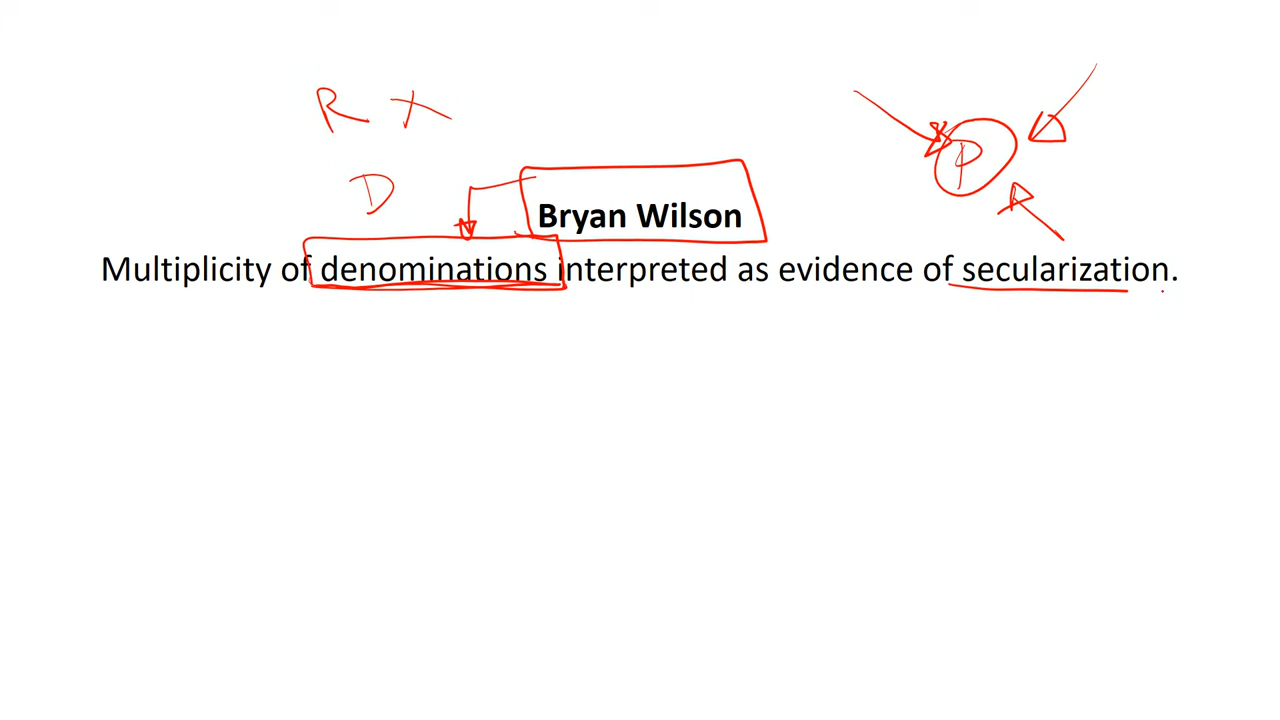 R X
P
D
Bryan Wilson
Multiplicity of denominations interpreted as evidence of secularization.